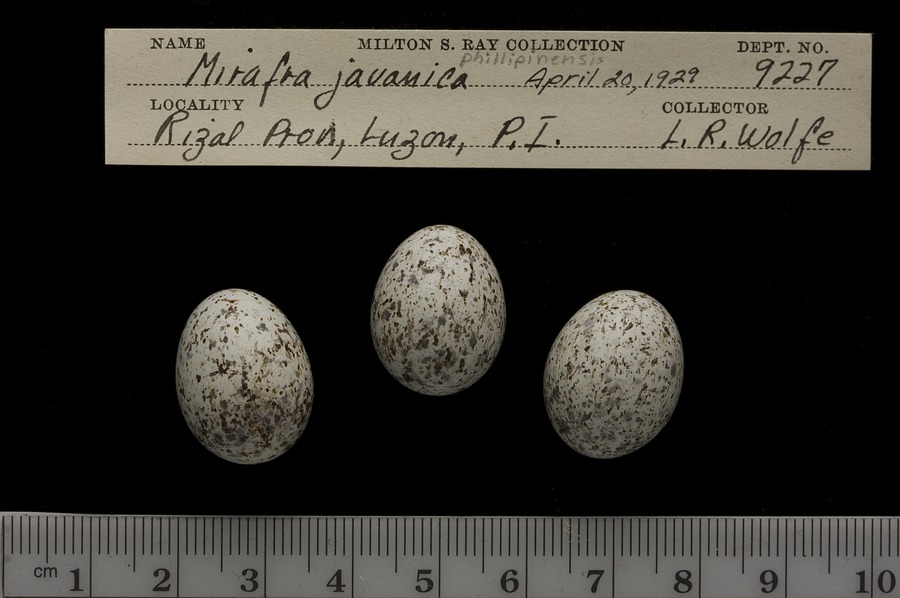 NAME MILTON S. RAY COLLECTION DEPT. NO.
phillipinensis
Mirafra javanica April 20, 1929 9227
LOCALITY COLLECTOR
Rizal Prov, Luzon, P.I. L. R. Wolfe
cm 1 2 3 4 5 6 7 8 9 10